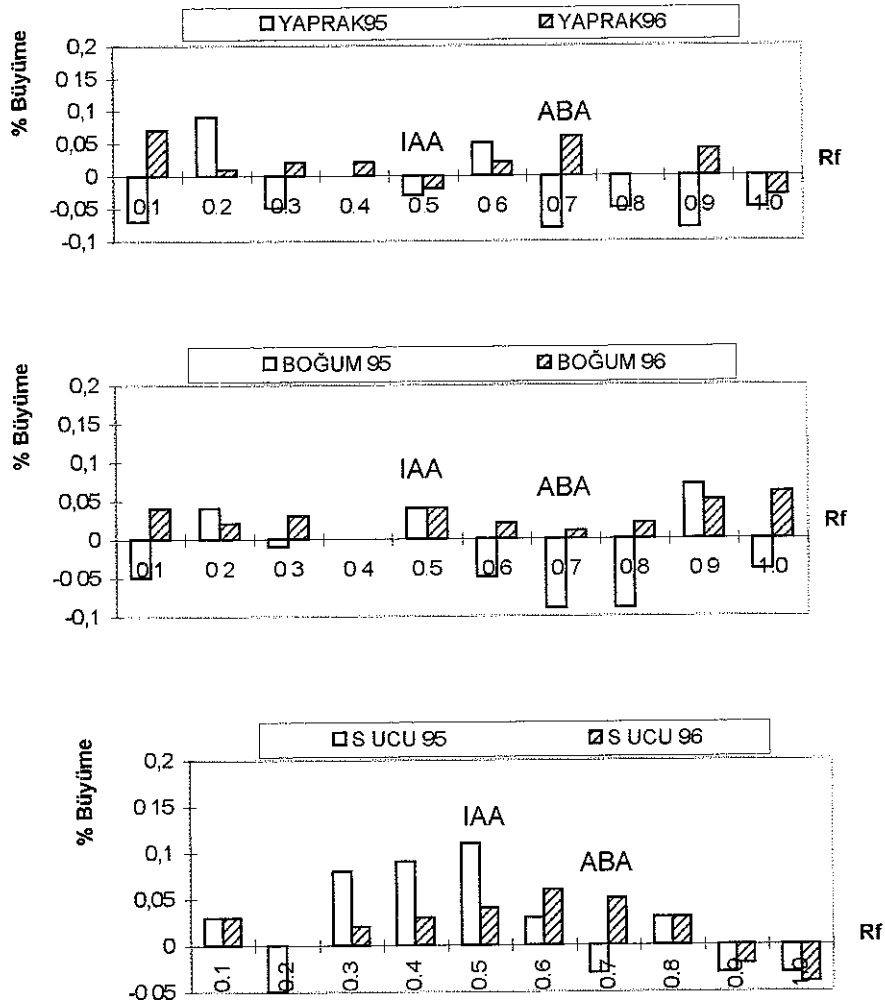 YAPRAK95 YAPRAK96
% Büyüme
0,2
0 15
0,1
0,05
0
-0,05
-0,1
IAA
ABA
Rf
0.1 0.2 0.3 0.4 0.5 0 6 0.7 0.8 0.9 1.0
BOĞUM 95 BOĞUM 96
% Büyüme
0,2
0,15
0,1
0,05
0
-0 05
-0,1
IAA
ABA
Rf
0.1 0.2 0.3 0 4 0.5 0.6 0.7 0.8 0 9 1.0
S UCU 95 S UCU 96
% Büyüme
0,2
0 15
0,1
0,05
0
-0 05
IAA
ABA
Rf
0.1 0.2 0.3 0.4 0.5 0.6 0.7 0.8 0.9 1.0